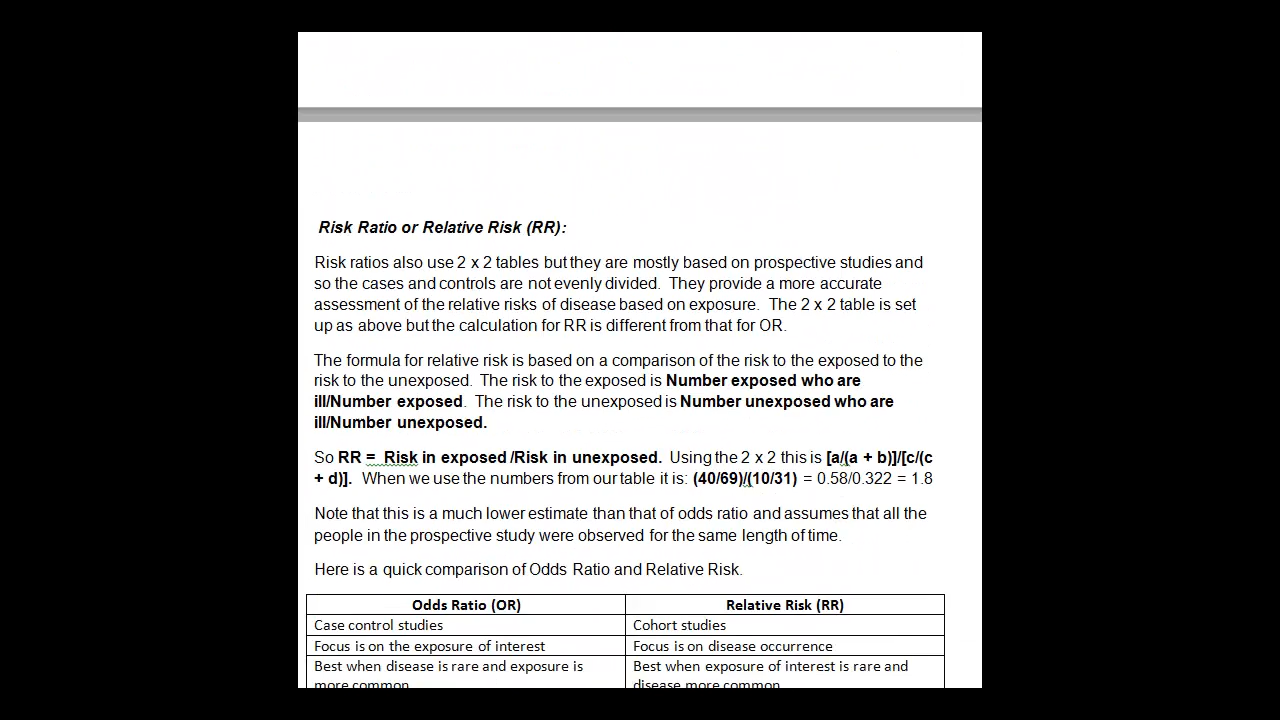 Risk Ratio or Relative Risk (RR):
Risk ratios also use 2 x 2 tables but they are mostly based on prospective studies and
so the cases and controls are not evenly divided.  They provide a more accurate
assessment of the relative risks of disease based on exposure.  The 2 x 2 table is set
up as above but the calculation for RR is different from that for OR.
The formula for relative risk is based on a comparison of the risk to the exposed to the
risk to the unexposed.  The risk to the exposed is Number exposed who are
ill/Number exposed.  The risk to the unexposed is Number unexposed who are
ill/Number unexposed.
So RR =  Risk in exposed /Risk in unexposed.  Using the 2 x 2 this is [a/(a + b)]/[c/(c
+ d)].  When we use the numbers from our table it is: (40/69)/(10/31) = 0.58/0.322 = 1.8
Note that this is a much lower estimate than that of odds ratio and assumes that all the
people in the prospective study were observed for the same length of time.
Here is a quick comparison of Odds Ratio and Relative Risk.
Odds Ratio (OR) Relative Risk (RR)
Case control studies Cohort studies
Focus is on the exposure of interest Focus is on disease occurrence
Best when disease is rare and exposure is Best when exposure of interest is rare and
more common disease more common